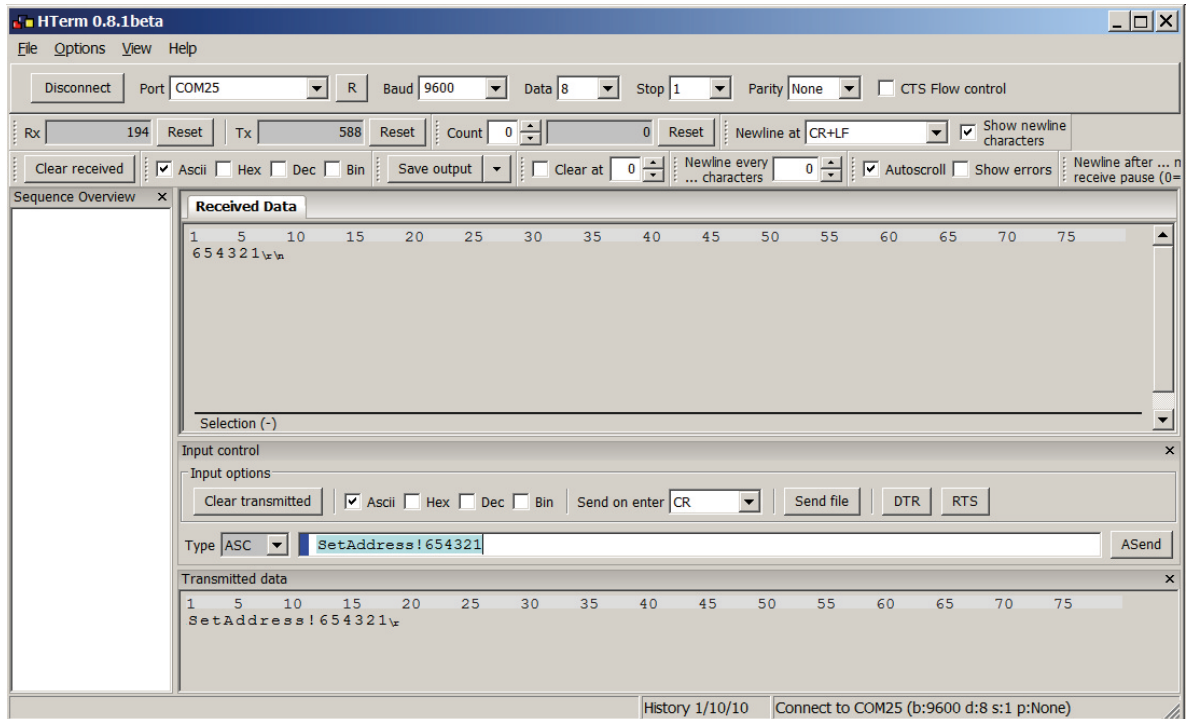 HTerm 0.8.1beta
File Options View Help
Disconnect Port COM25 R Baud 9600 Data 8 Stop 1 Parity None CTS Flow control
Rx 194 Reset Tx 588 Reset Count 0 0 Reset Newline at CR+LF Show newline characters
Clear received Ascii Hex Dec Bin Save output Clear at 0 Newline every ... characters 0 Autoscroll Show errors Newline after ... n receive pause (0=
Sequence Overview
Received Data
1 5 10 15 20 25 30 35 40 45 50 55 60 65 70 75
654321\r\n
Selection (-)
Input control
Input options
Clear transmitted Ascii Hex Dec Bin Send on enter CR Send file DTR RTS
Type ASC SetAddress!654321 ASend
Transmitted data
1 5 10 15 20 25 30 35 40 45 50 55 60 65 70 75
SetAddress!654321\r
History 1/10/10 Connect to COM25 (b:9600 d:8 s:1 p:None)